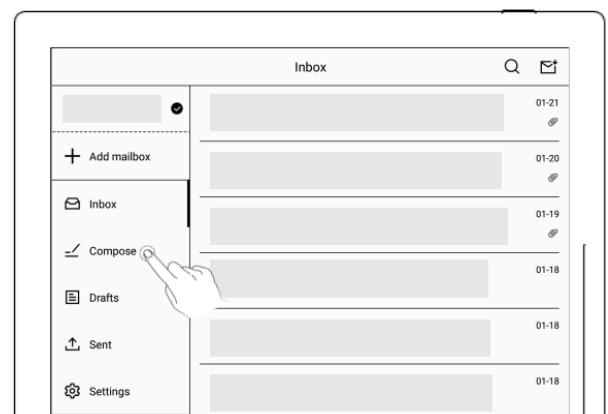 Inbox
01-21
Add mailbox
01-20
Inbox
01-19
Compose
01-18
Drafts
01-18
Sent
01-18
Settings